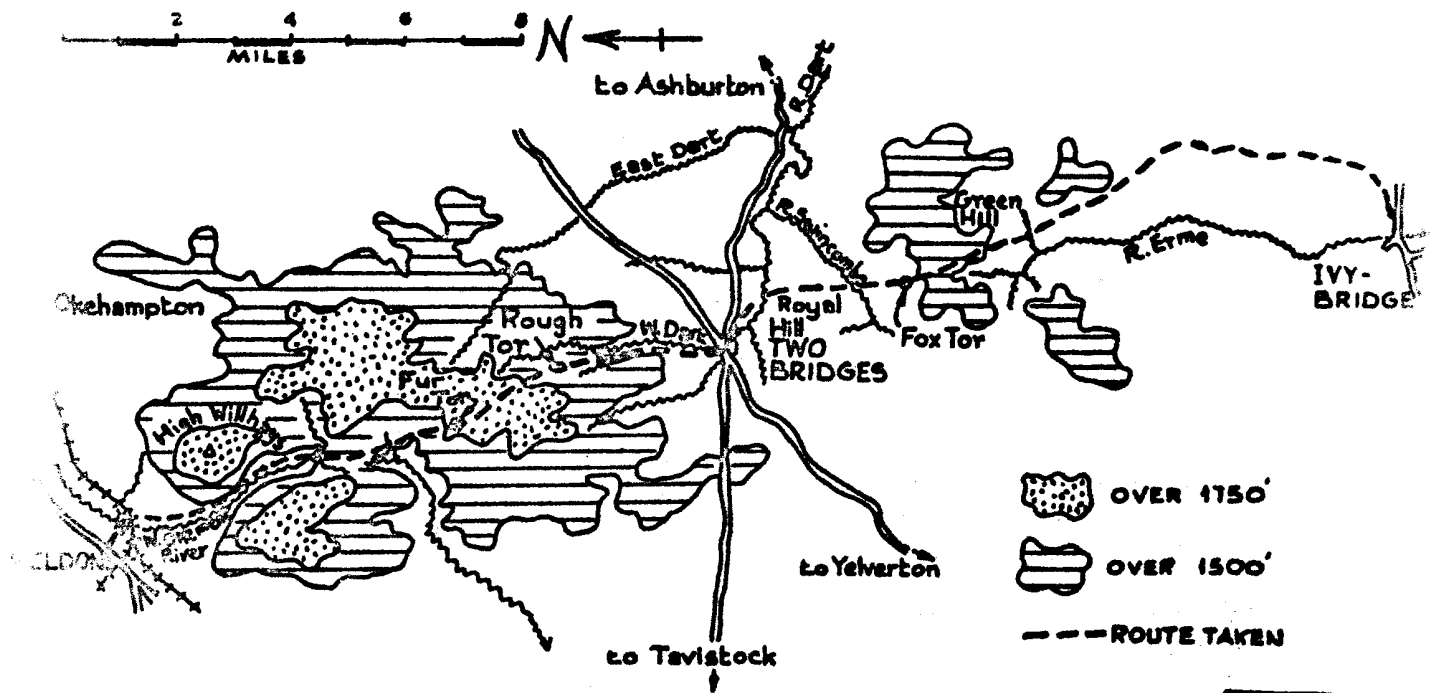 2 4 6 8
MILES
N
to Ashburton
R. Dart
East Dart
R. Swincombe
Green
Hill
R. Erme
IVY-
BRIDGE
Okehampton
Rough
Tor
W. Dart
Royal
Hill
TWO
BRIDGES
Fox Tor
Fur
High Willhays
River
OVER 1750'
OVER 1500'
ROUTE TAKEN
to Yelverton
to Tavistock